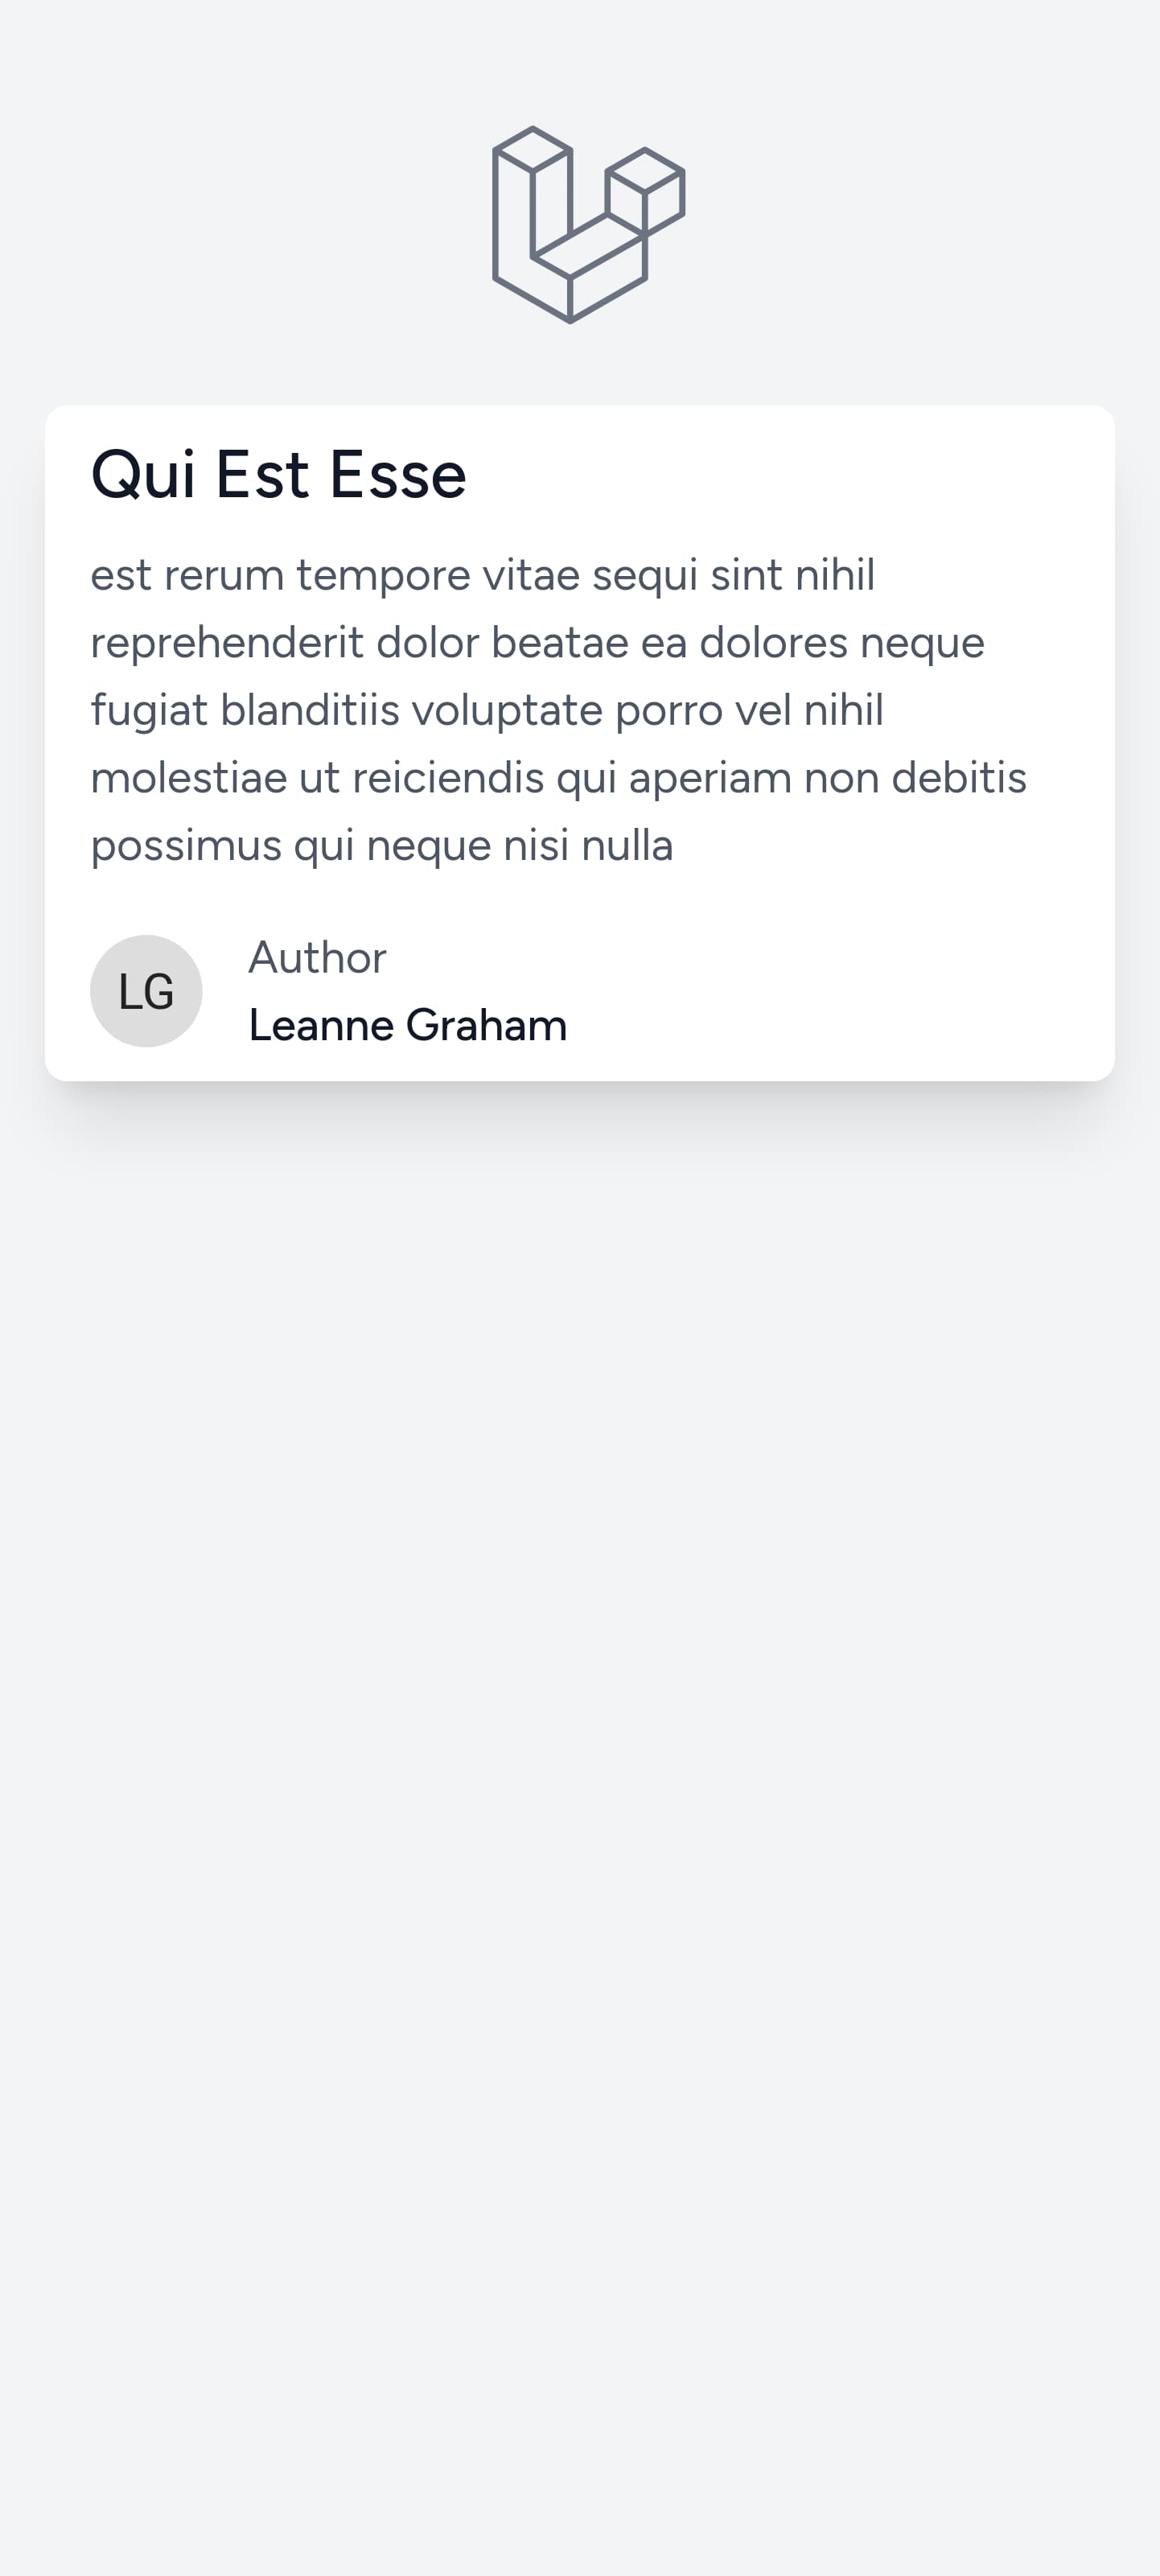 Qui Est Esse
est rerum tempore vitae sequi sint nihil
reprehenderit dolor beatae ea dolores neque
fugiat blanditiis voluptate porro vel nihil
molestiae ut reiciendis qui aperiam non debitis
possimus qui neque nisi nulla
LG
Author
Leanne Graham